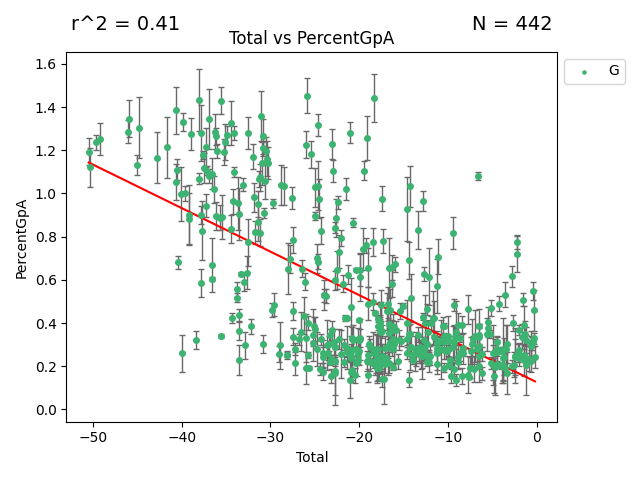 r^2 = 0.41
N = 442
Total vs PercentGpA
G
1.6
1.4
1.2
1.0
0.8
0.6
0.4
0.2
0.0
PercentGpA
−50
−40
−30
−20
−10
0
Total